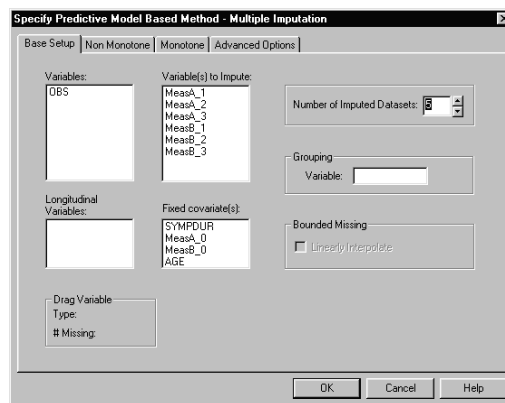 Specify Predictive Model Based Method - Multiple Imputation
Base Setup Non Monotone Monotone Advanced Options
Variables:
OBS
Variable(s) to Impute:
MeasA_1
MeasA_2
MeasA_3
MeasB_1
MeasB_2
MeasB_3
Number of Imputed Datasets: 5
Grouping
Variable:
Longitudinal
Variables:
Fixed covariate(s):
SYMPDUR
MeasA_0
MeasB_0
AGE
Bounded Missing
Linearly Interpolate
Drag Variable
Type:
# Missing:
OK Cancel Help